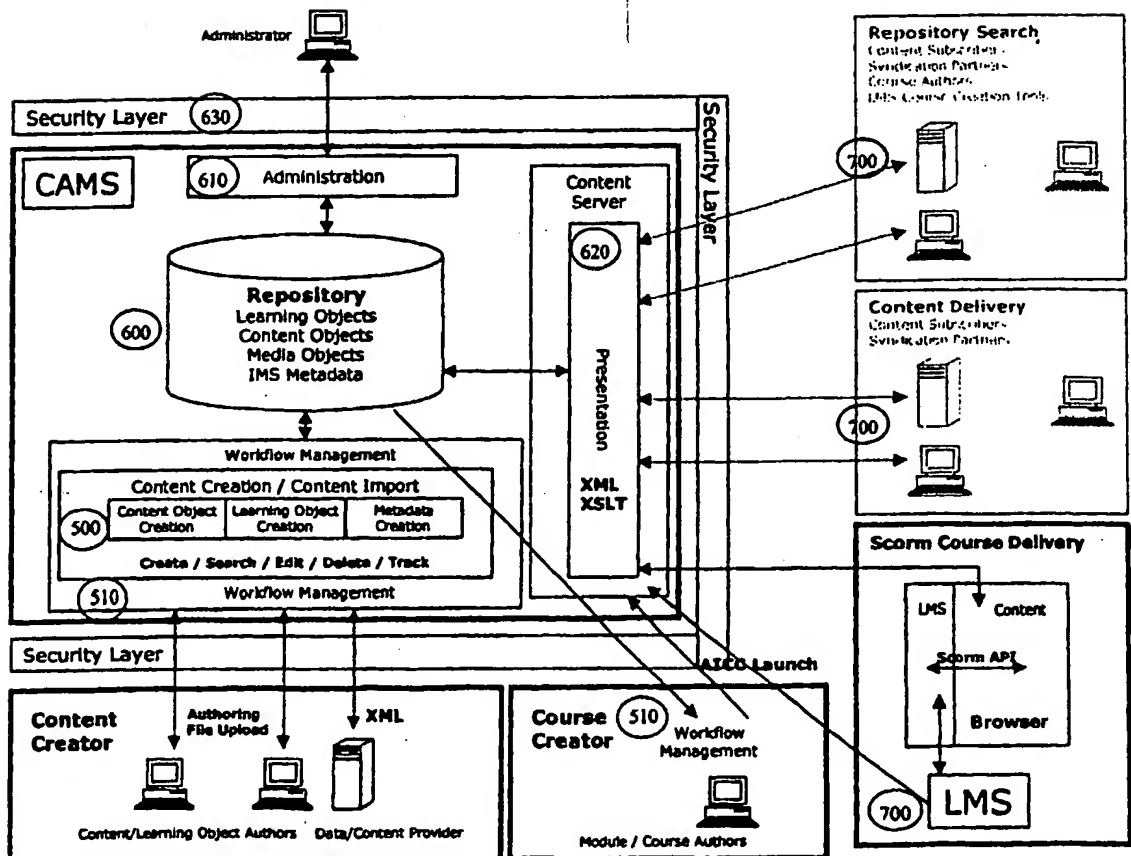 Administrator
Security Layer 630
Security Layer
CAMS
610 Administration
Content
Server
620
Presentation
XML
XSLT
Repository
Learning Objects
Content Objects
Media Objects
IMS Metadata
600
Workflow Management
Content Creation / Content Import
500
Content Object
Creation
Learning Object
Creation
Metadata
Creation
Create / Search / Edit / Delete / Track
510
Workflow Management
Security Layer
Repository Search
Content Subscribers
Syndication Partners
Course Authors
LMS Course Creation Tools
700
Content Delivery
Content Subscribers
Syndication Partners
700
Scorm Course Delivery
LMS
Content
Scorm API
Browser
700
LMS
AICC Launch
Content
Creator
Authoring
File Upload
XML
Content/Learning Object Authors
Data/Content Provider
Course
Creator
510
Workflow
Management
Module / Course Authors